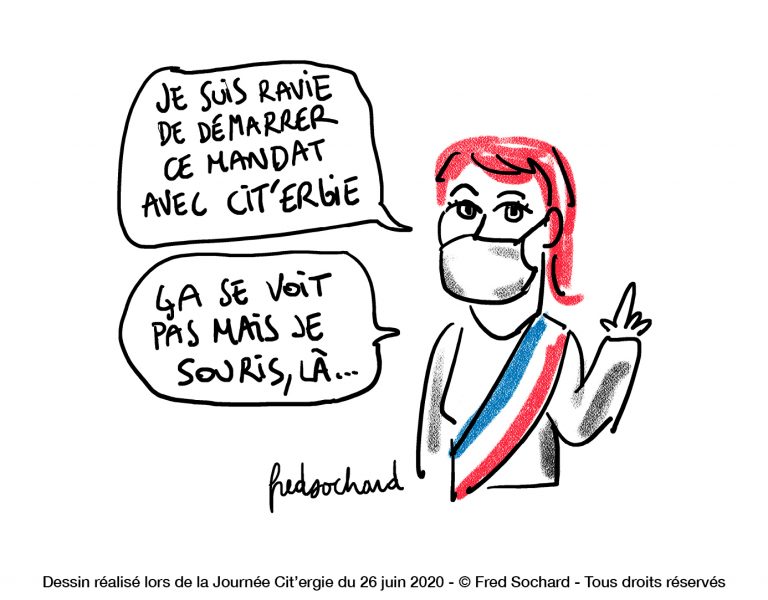 JE SUIS RAVIE
DE DÉMARRER
CE MANDAT
AVEC CIT'ERGIE
ÇA SE VOIT
PAS MAIS JE
SOURIS, LÀ...
fredsochard
Dessin réalisé lors de la Journée Cit'ergie du 26 juin 2020 - © Fred Sochard - Tous droits réservés